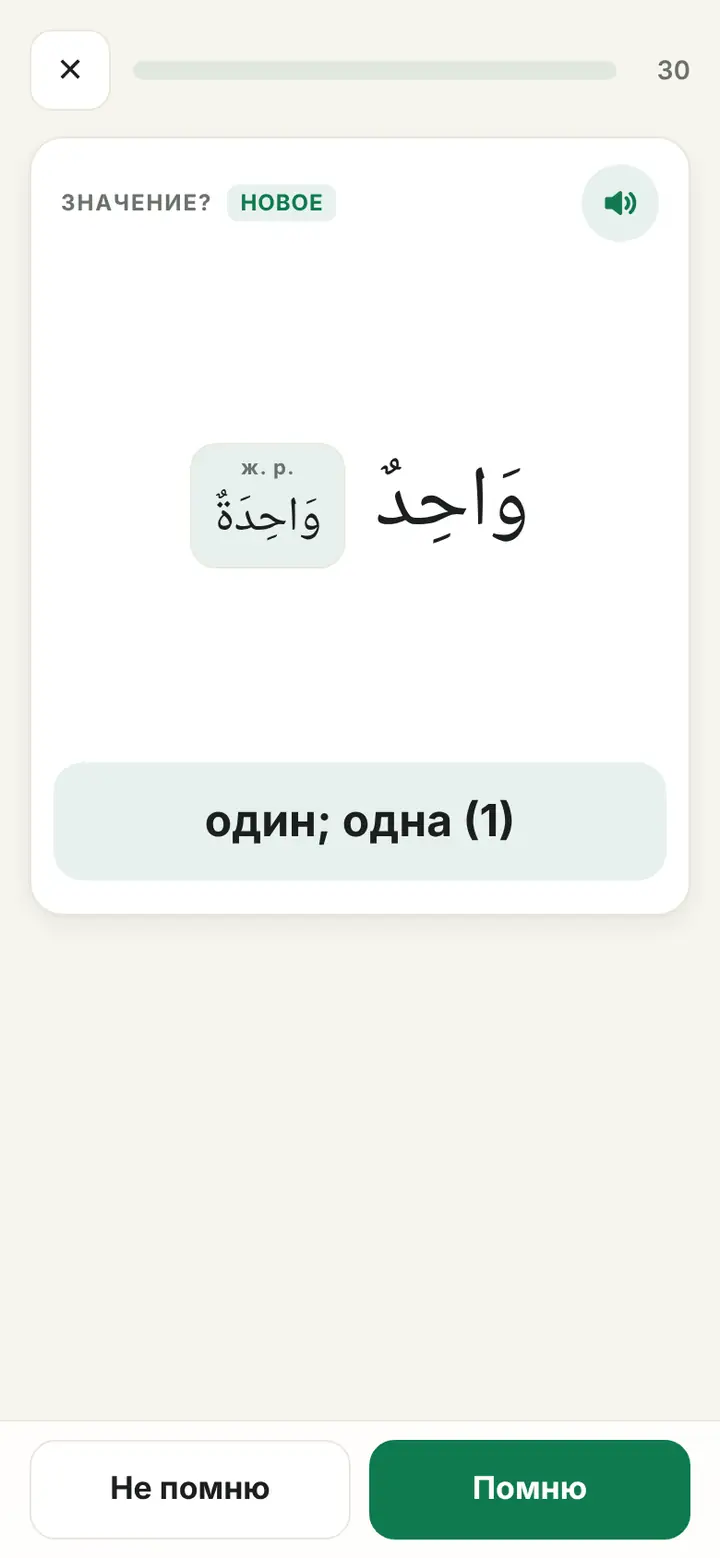 ✕ 30
ЗНАЧЕНИЕ? НОВОЕ
وَاحِدٌ
ж. р.
وَاحِدَةٌ
один; одна (1)
Не помню Помню